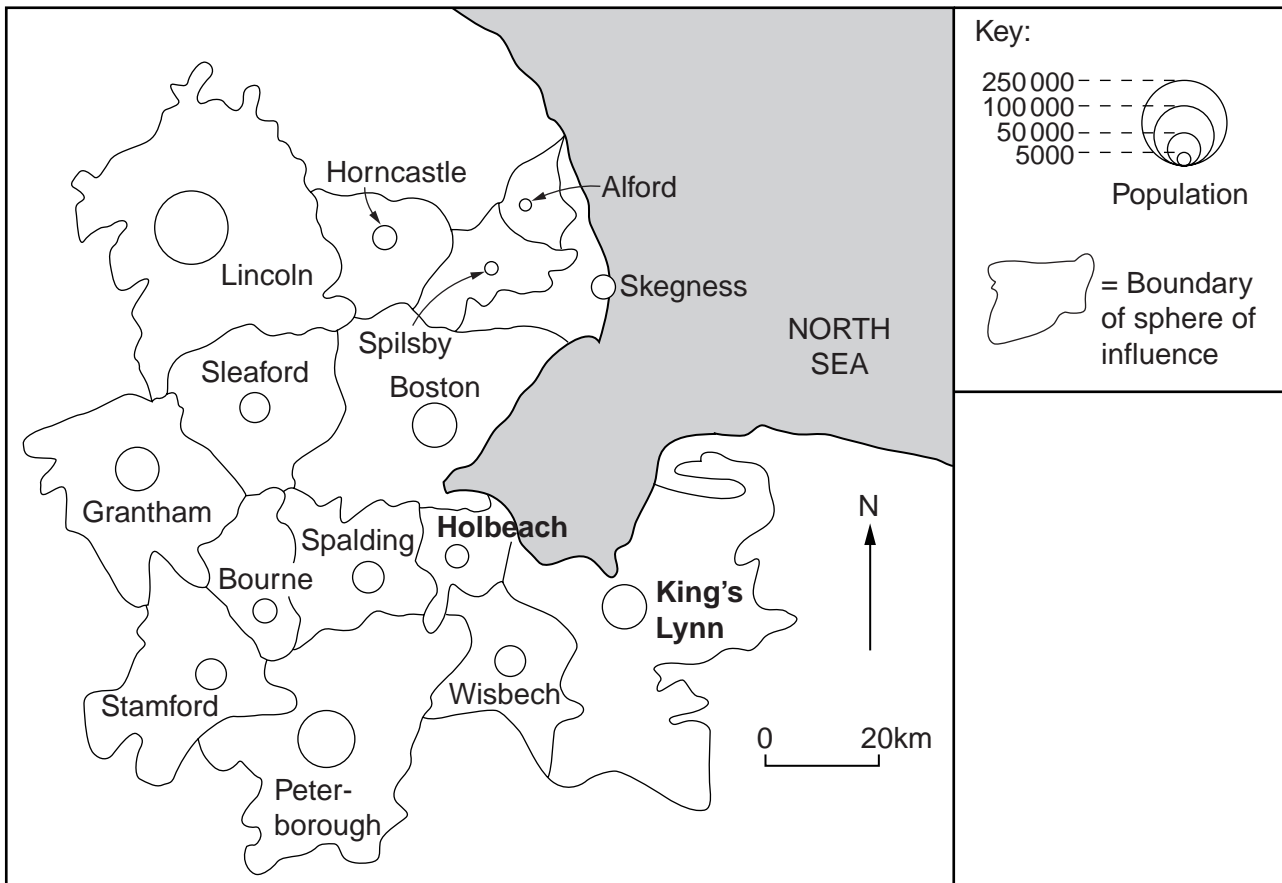 Horncastle
Alford
Lincoln
Skegness
Spilsby
NORTH
SEA
Sleaford
Boston
Grantham
Holbeach
Spalding
Bourne
King’s
Lynn
N
Stamford
Wisbech
0 20km
Peter-
borough
Key:
250 000
100 000
50 000
5000
Population
= Boundary
of sphere of
influence